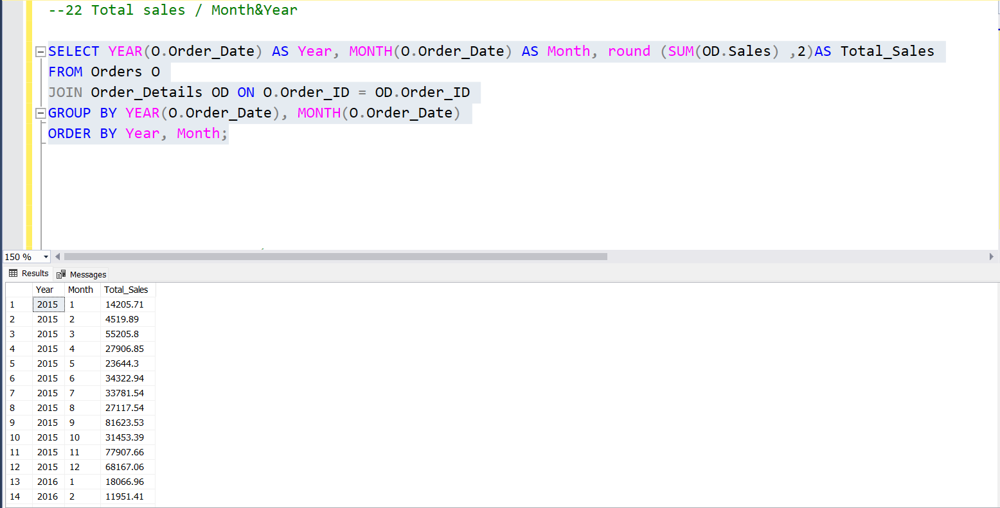 --22 Total sales / Month&Year
SELECT YEAR(O.Order_Date) AS Year, MONTH(O.Order_Date) AS Month, round (SUM(OD.Sales) ,2)AS Total_Sales
FROM Orders O
JOIN Order_Details OD ON O.Order_ID = OD.Order_ID
GROUP BY YEAR(O.Order_Date), MONTH(O.Order_Date)
ORDER BY Year, Month;
150 %
Results Messages
Year Month Total_Sales
1 2015 1 14205.71
2 2015 2 4519.89
3 2015 3 55205.8
4 2015 4 27906.85
5 2015 5 23644.3
6 2015 6 34322.94
7 2015 7 33781.54
8 2015 8 27117.54
9 2015 9 81623.53
10 2015 10 31453.39
11 2015 11 77907.66
12 2015 12 68167.06
13 2016 1 18066.96
14 2016 2 11951.41